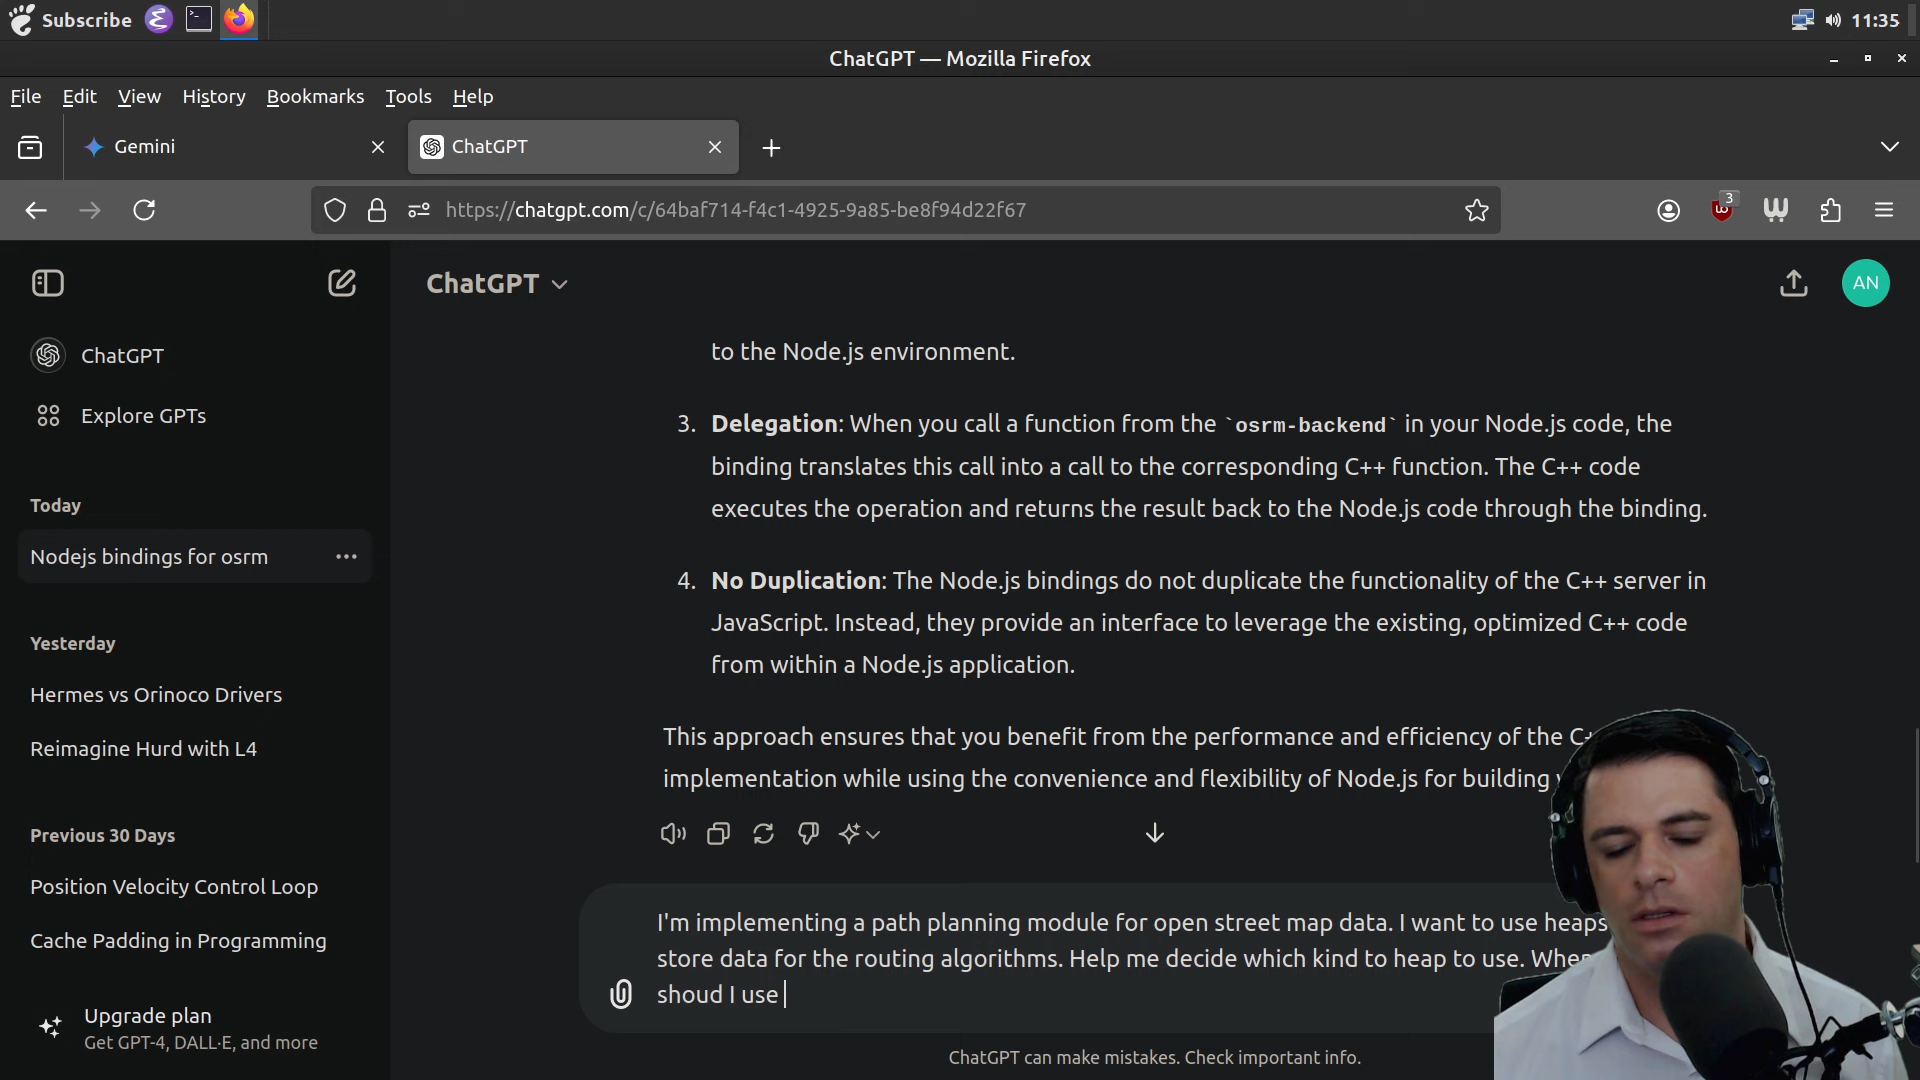 Subscribe
11:35
ChatGPT — Mozilla Firefox
File Edit View History Bookmarks Tools Help
Gemini
ChatGPT
https://chatgpt.com/c/64baf714-f4c1-4925-9a85-be8f94d22f67
3
ChatGPT
AN
ChatGPT
Explore GPTs
Today
Nodejs bindings for osrm
Yesterday
Hermes vs Orinoco Drivers
Reimagine Hurd with L4
Previous 30 Days
Position Velocity Control Loop
Cache Padding in Programming
Upgrade plan
Get GPT-4, DALL·E, and more
to the Node.js environment.
3. Delegation: When you call a function from the `osrm-backend` in your Node.js code, the
binding translates this call into a call to the corresponding C++ function. The C++ code
executes the operation and returns the result back to the Node.js code through the binding.
4. No Duplication: The Node.js bindings do not duplicate the functionality of the C++ server in
JavaScript. Instead, they provide an interface to leverage the existing, optimized C++ code
from within a Node.js application.
This approach ensures that you benefit from the performance and efficiency of the
implementation while using the convenience and flexibility of Node.js for building
I'm implementing a path planning module for open street map data. I want to use heaps
store data for the routing algorithms. Help me decide which kind to heap to use. When
shoud I use
ChatGPT can make mistakes. Check important info.